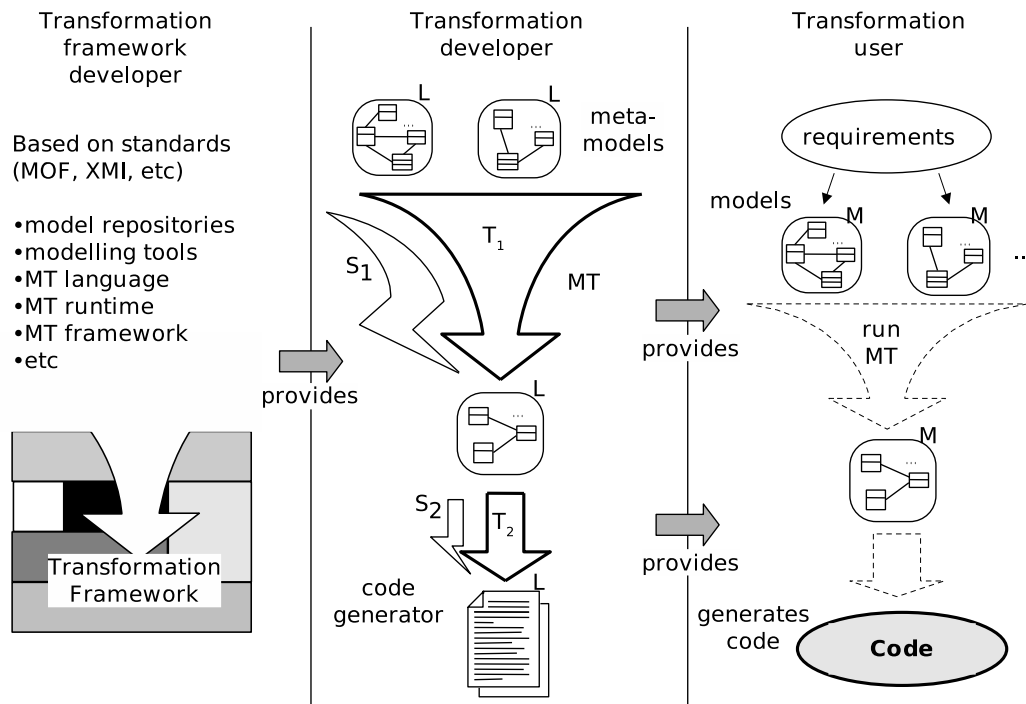 Transformation
framework
developer
Based on standards
(MOF, XMI, etc)
•model repositories
•modelling tools
•MT language
•MT runtime
•MT framework
•etc
provides
Transformation
Framework
Transformation
developer
L
L
...
...
meta-
models
T1
S1
MT
provides
L
...
S2
T2
provides
code
generator
L
Transformation
user
requirements
models
M
M
...
...
...
run
MT
M
...
generates
code
Code